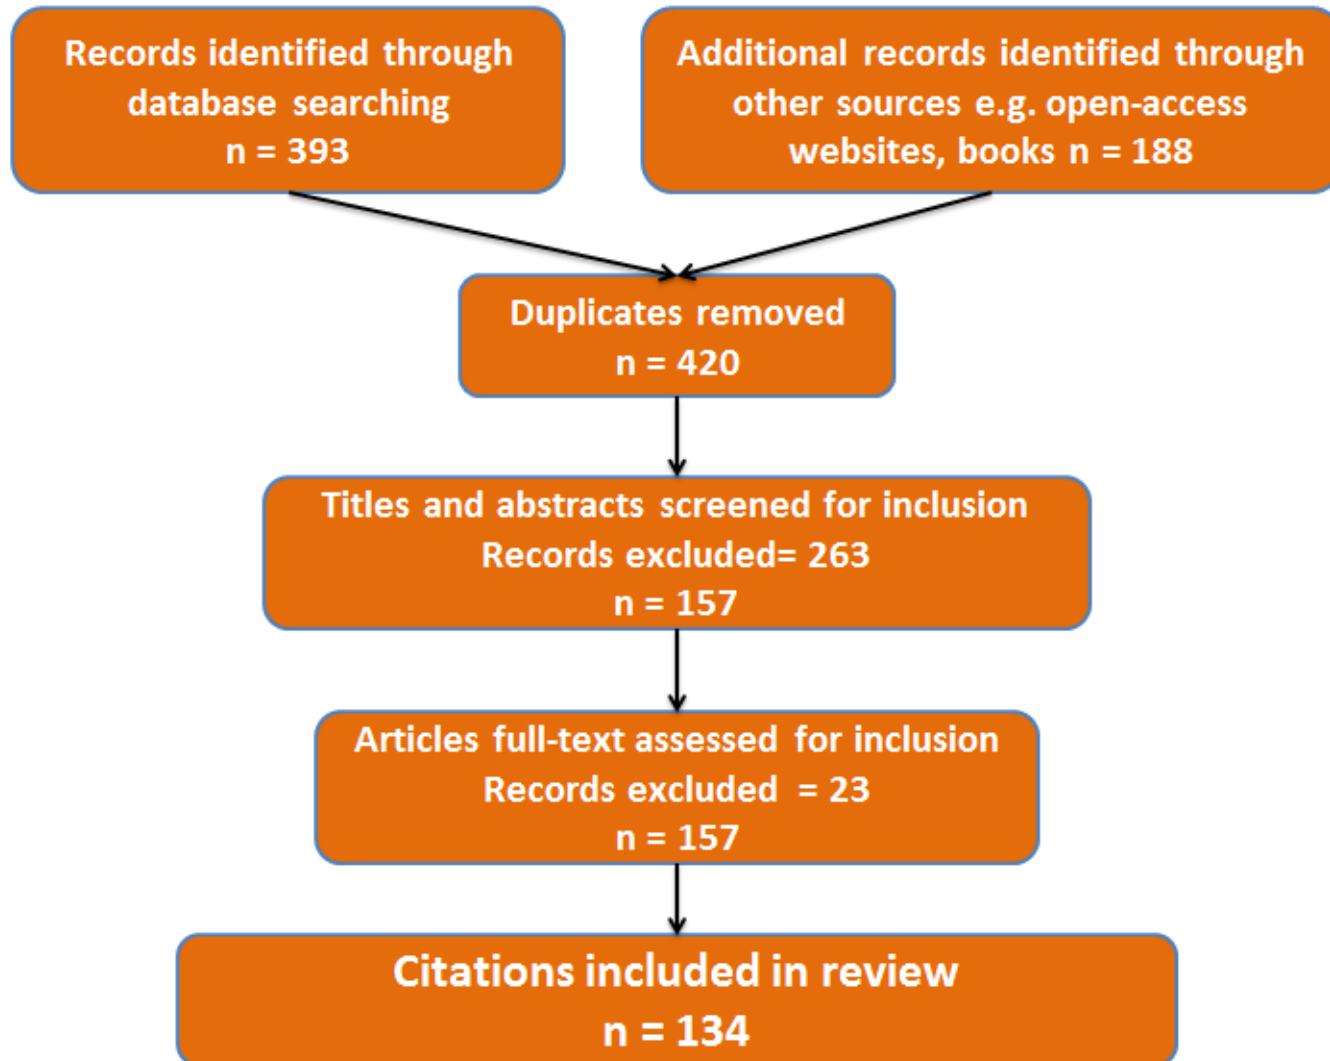 Records identified through
database searching
n = 393
Additional records identified through
other sources e.g. open-access
websites, books n = 188
Duplicates removed
n = 420
Titles and abstracts screened for inclusion
Records excluded= 263
n = 157
Articles full-text assessed for inclusion
Records excluded = 23
n = 157
Citations included in review
n = 134